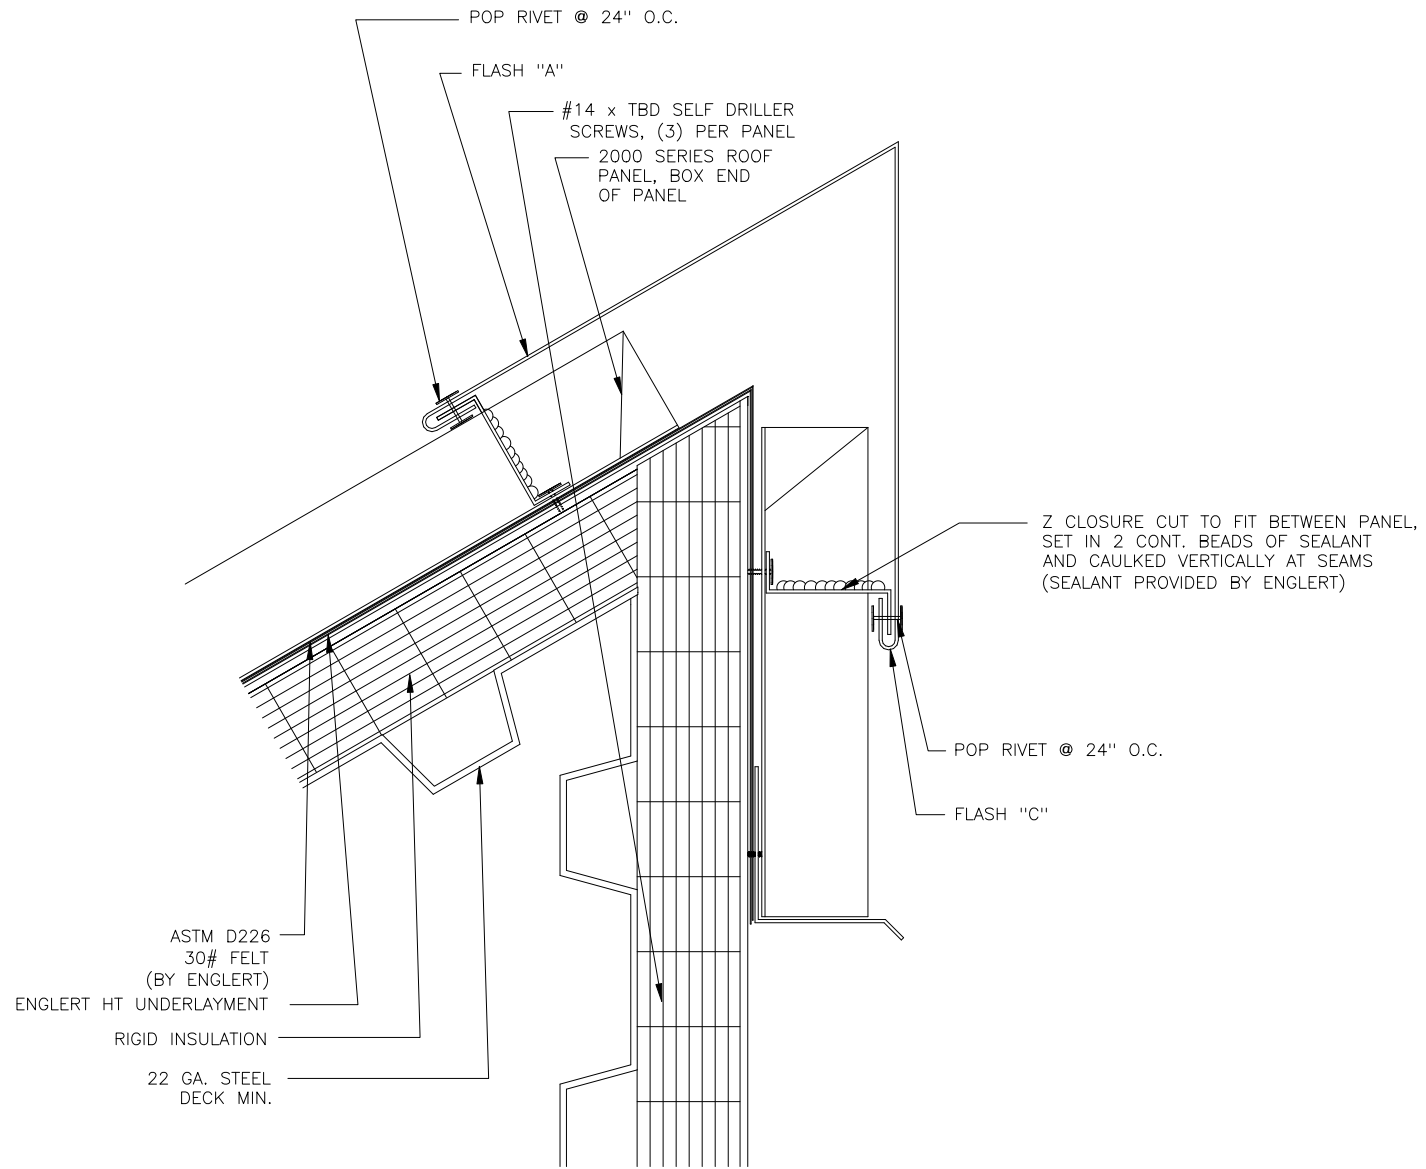 POP RIVET @ 24" O.C.
FLASH "A"
#14 x TBD SELF DRILLER
SCREWS, (3) PER PANEL
2000 SERIES ROOF
PANEL, BOX END
OF PANEL
Z CLOSURE CUT TO FIT BETWEEN PANEL,
SET IN 2 CONT. BEADS OF SEALANT
AND CAULKED VERTICALLY AT SEAMS
(SEALANT PROVIDED BY ENGLERT)
POP RIVET @ 24" O.C.
FLASH "C"
ASTM D226
30# FELT
(BY ENGLERT)
ENGLERT HT UNDERLAYMENT
RIGID INSULATION
22 GA. STEEL
DECK MIN.